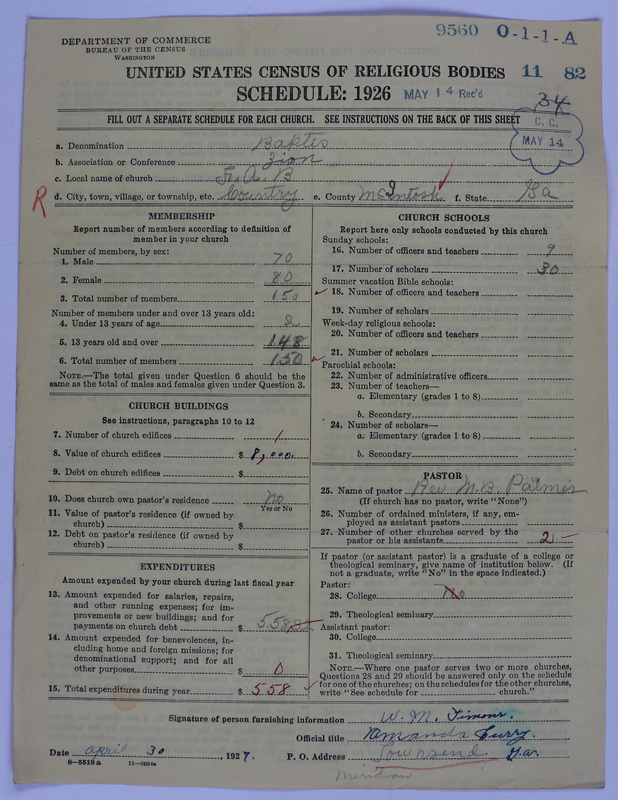 9560 O-1-1-A
DEPARTMENT OF COMMERCE
BUREAU OF THE CENSUS
WASHINGTON
UNITED STATES CENSUS OF RELIGIOUS BODIES 11 82
SCHEDULE: 1926 MAY 14 Rec'd
34
FILL OUT A SEPARATE SCHEDULE FOR EACH CHURCH. SEE INSTRUCTIONS ON THE BACK OF THIS SHEET
C. C.
MAY 14
a. Denomination Baptis
b. Association or Conference Zion
c. Local name of church F. A. B
R d. City, town, village, or township, etc. Country e. County McIntosh f. State Ga
MEMBERSHIP
Report number of members according to definition of
member in your church
Number of members, by sex:
1. Male 70
2. Female 80
3. Total number of members 150
Number of members under and over 13 years old:
4. Under 13 years of age 2
5. 13 years old and over 148
6. Total number of members 150
NOTE.—The total given under Question 6 should be the
same as the total of males and females given under Question 3.
CHURCH BUILDINGS
See instructions, paragraphs 10 to 12
7. Number of church edifices 1
8. Value of church edifices $ 8,000.
9. Debt on church edifices $
10. Does church own pastor's residence No
Yes or No
11. Value of pastor's residence (if owned by
church) $
12. Debt on pastor's residence (if owned by
church) $
EXPENDITURES
Amount expended by your church during last fiscal year
13. Amount expended for salaries, repairs,
and other running expenses; for im-
provements or new buildings; and for
payments on church debt $ 558
14. Amount expended for benevolences, in-
cluding home and foreign missions; for
denominational support; and for all
other purposes $ 0
15. Total expenditures during year $ 558
CHURCH SCHOOLS
Report here only schools conducted by this church
Sunday schools:
16. Number of officers and teachers 9
17. Number of scholars 30
Summer vacation Bible schools:
18. Number of officers and teachers
19. Number of scholars
Week-day religious schools:
20. Number of officers and teachers
21. Number of scholars
Parochial schools:
22. Number of administrative officers
23. Number of teachers—
a. Elementary (grades 1 to 8)
b. Secondary
24. Number of scholars—
a. Elementary (grades 1 to 8)
b. Secondary
PASTOR
25. Name of pastor Rev M. B. Palmer
(If church has no pastor, write "None")
26. Number of ordained ministers, if any, em-
ployed as assistant pastors
27. Number of other churches served by the
pastor or his assistants 2
If pastor (or assistant pastor) is a graduate of a college or
theological seminary, give name of institution below. (If
not a graduate, write "No" in the space indicated.)
Pastor:
28. College No
29. Theological seminary
Assistant pastor:
30. College
31. Theological seminary
NOTE.—Where one pastor serves two or more churches,
Questions 28 and 29 should be answered only on the schedule
for one of the churches; on the schedules for the other churches,
write "See schedule for church."
Signature of person furnishing information W. M. Timons.
Official title Amanda Curry
Date april 30, 1927. P. O. Address Townsend Ga.
8—5518 a 11—9054a
Meridian